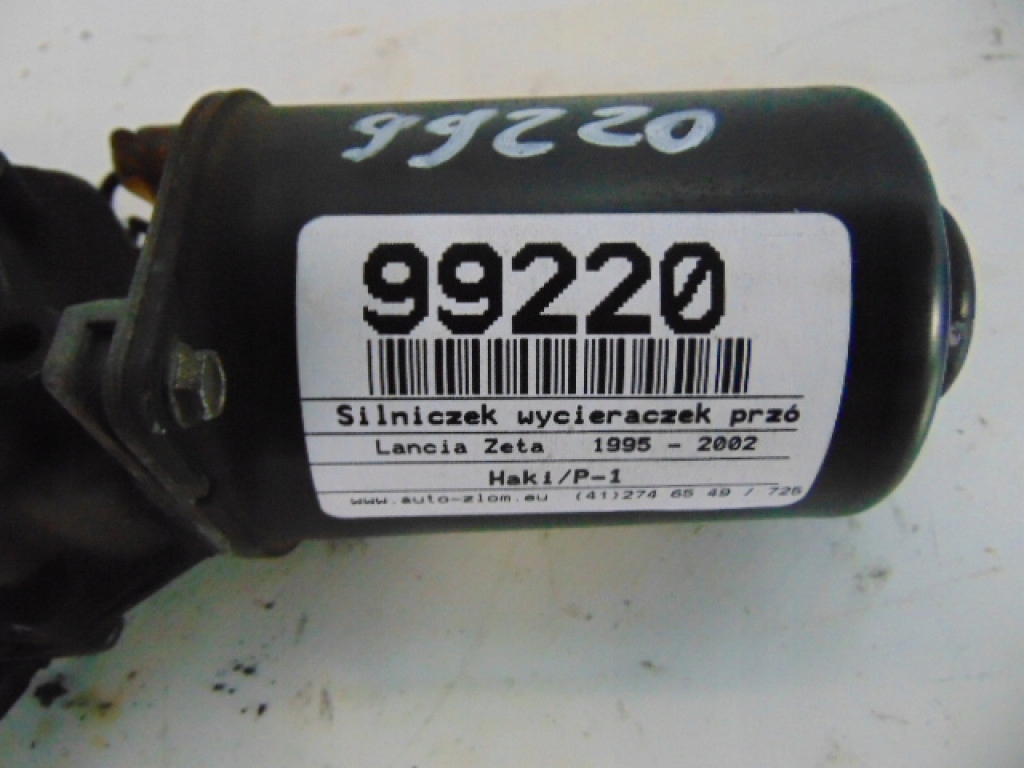 99220
99220
Silniczek wycieraczek przó
Lancia Zeta 1995 - 2002
Haki/P-1
www.auto-zlom.eu (41)274 65 49 / 725